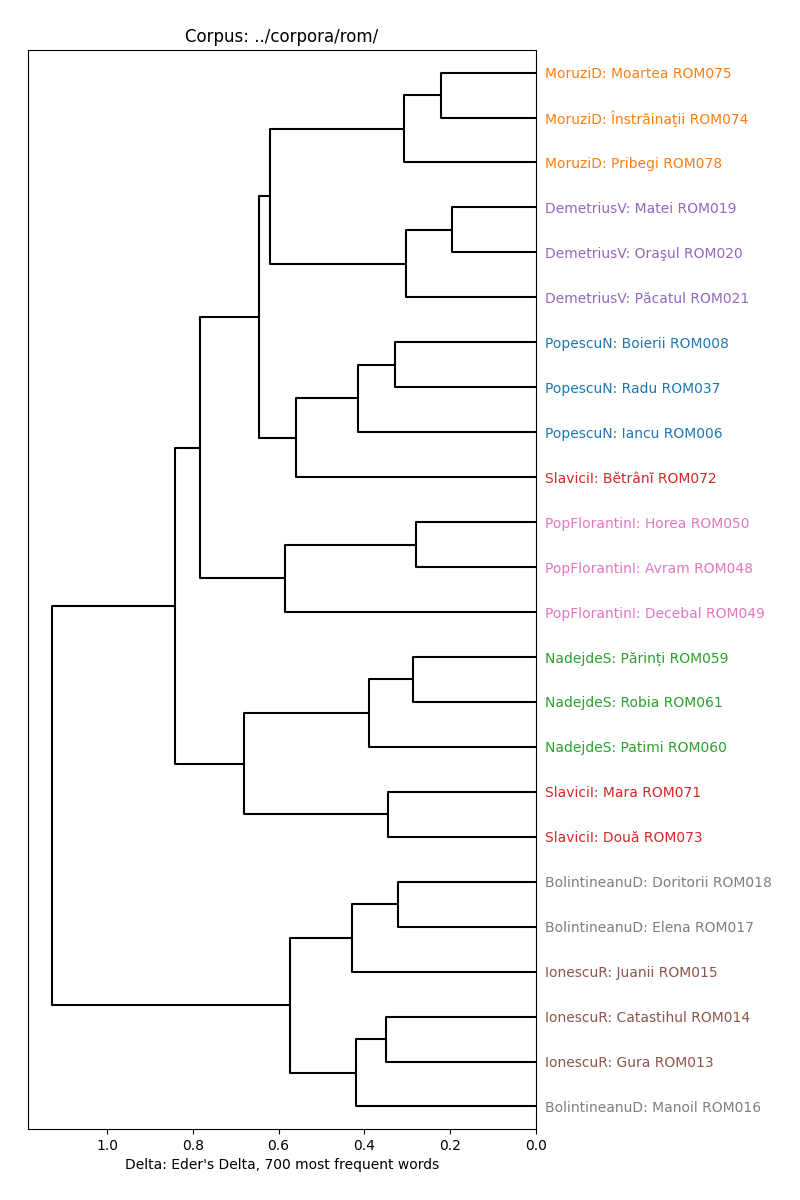 Corpus: ../corpora/rom/
MoruziD: Moartea ROM075
MoruziD: Înstrăinaţii ROM074
MoruziD: Pribegi ROM078
DemetriusV: Matei ROM019
DemetriusV: Oraşul ROM020
DemetriusV: Păcatul ROM021
PopescuN: Boierii ROM008
PopescuN: Radu ROM037
PopescuN: Iancu ROM006
SlaviciI: Bĕtrânĭ ROM072
PopFlorantinI: Horea ROM050
PopFlorantinI: Avram ROM048
PopFlorantinI: Decebal ROM049
NadejdeS: Părinți ROM059
NadejdeS: Robia ROM061
NadejdeS: Patimi ROM060
SlaviciI: Mara ROM071
SlaviciI: Două ROM073
BolintineanuD: Doritorii ROM018
BolintineanuD: Elena ROM017
IonescuR: Juanii ROM015
IonescuR: Catastihul ROM014
IonescuR: Gura ROM013
BolintineanuD: Manoil ROM016
1.0 0.8 0.6 0.4 0.2 0.0
Delta: Eder's Delta, 700 most frequent words